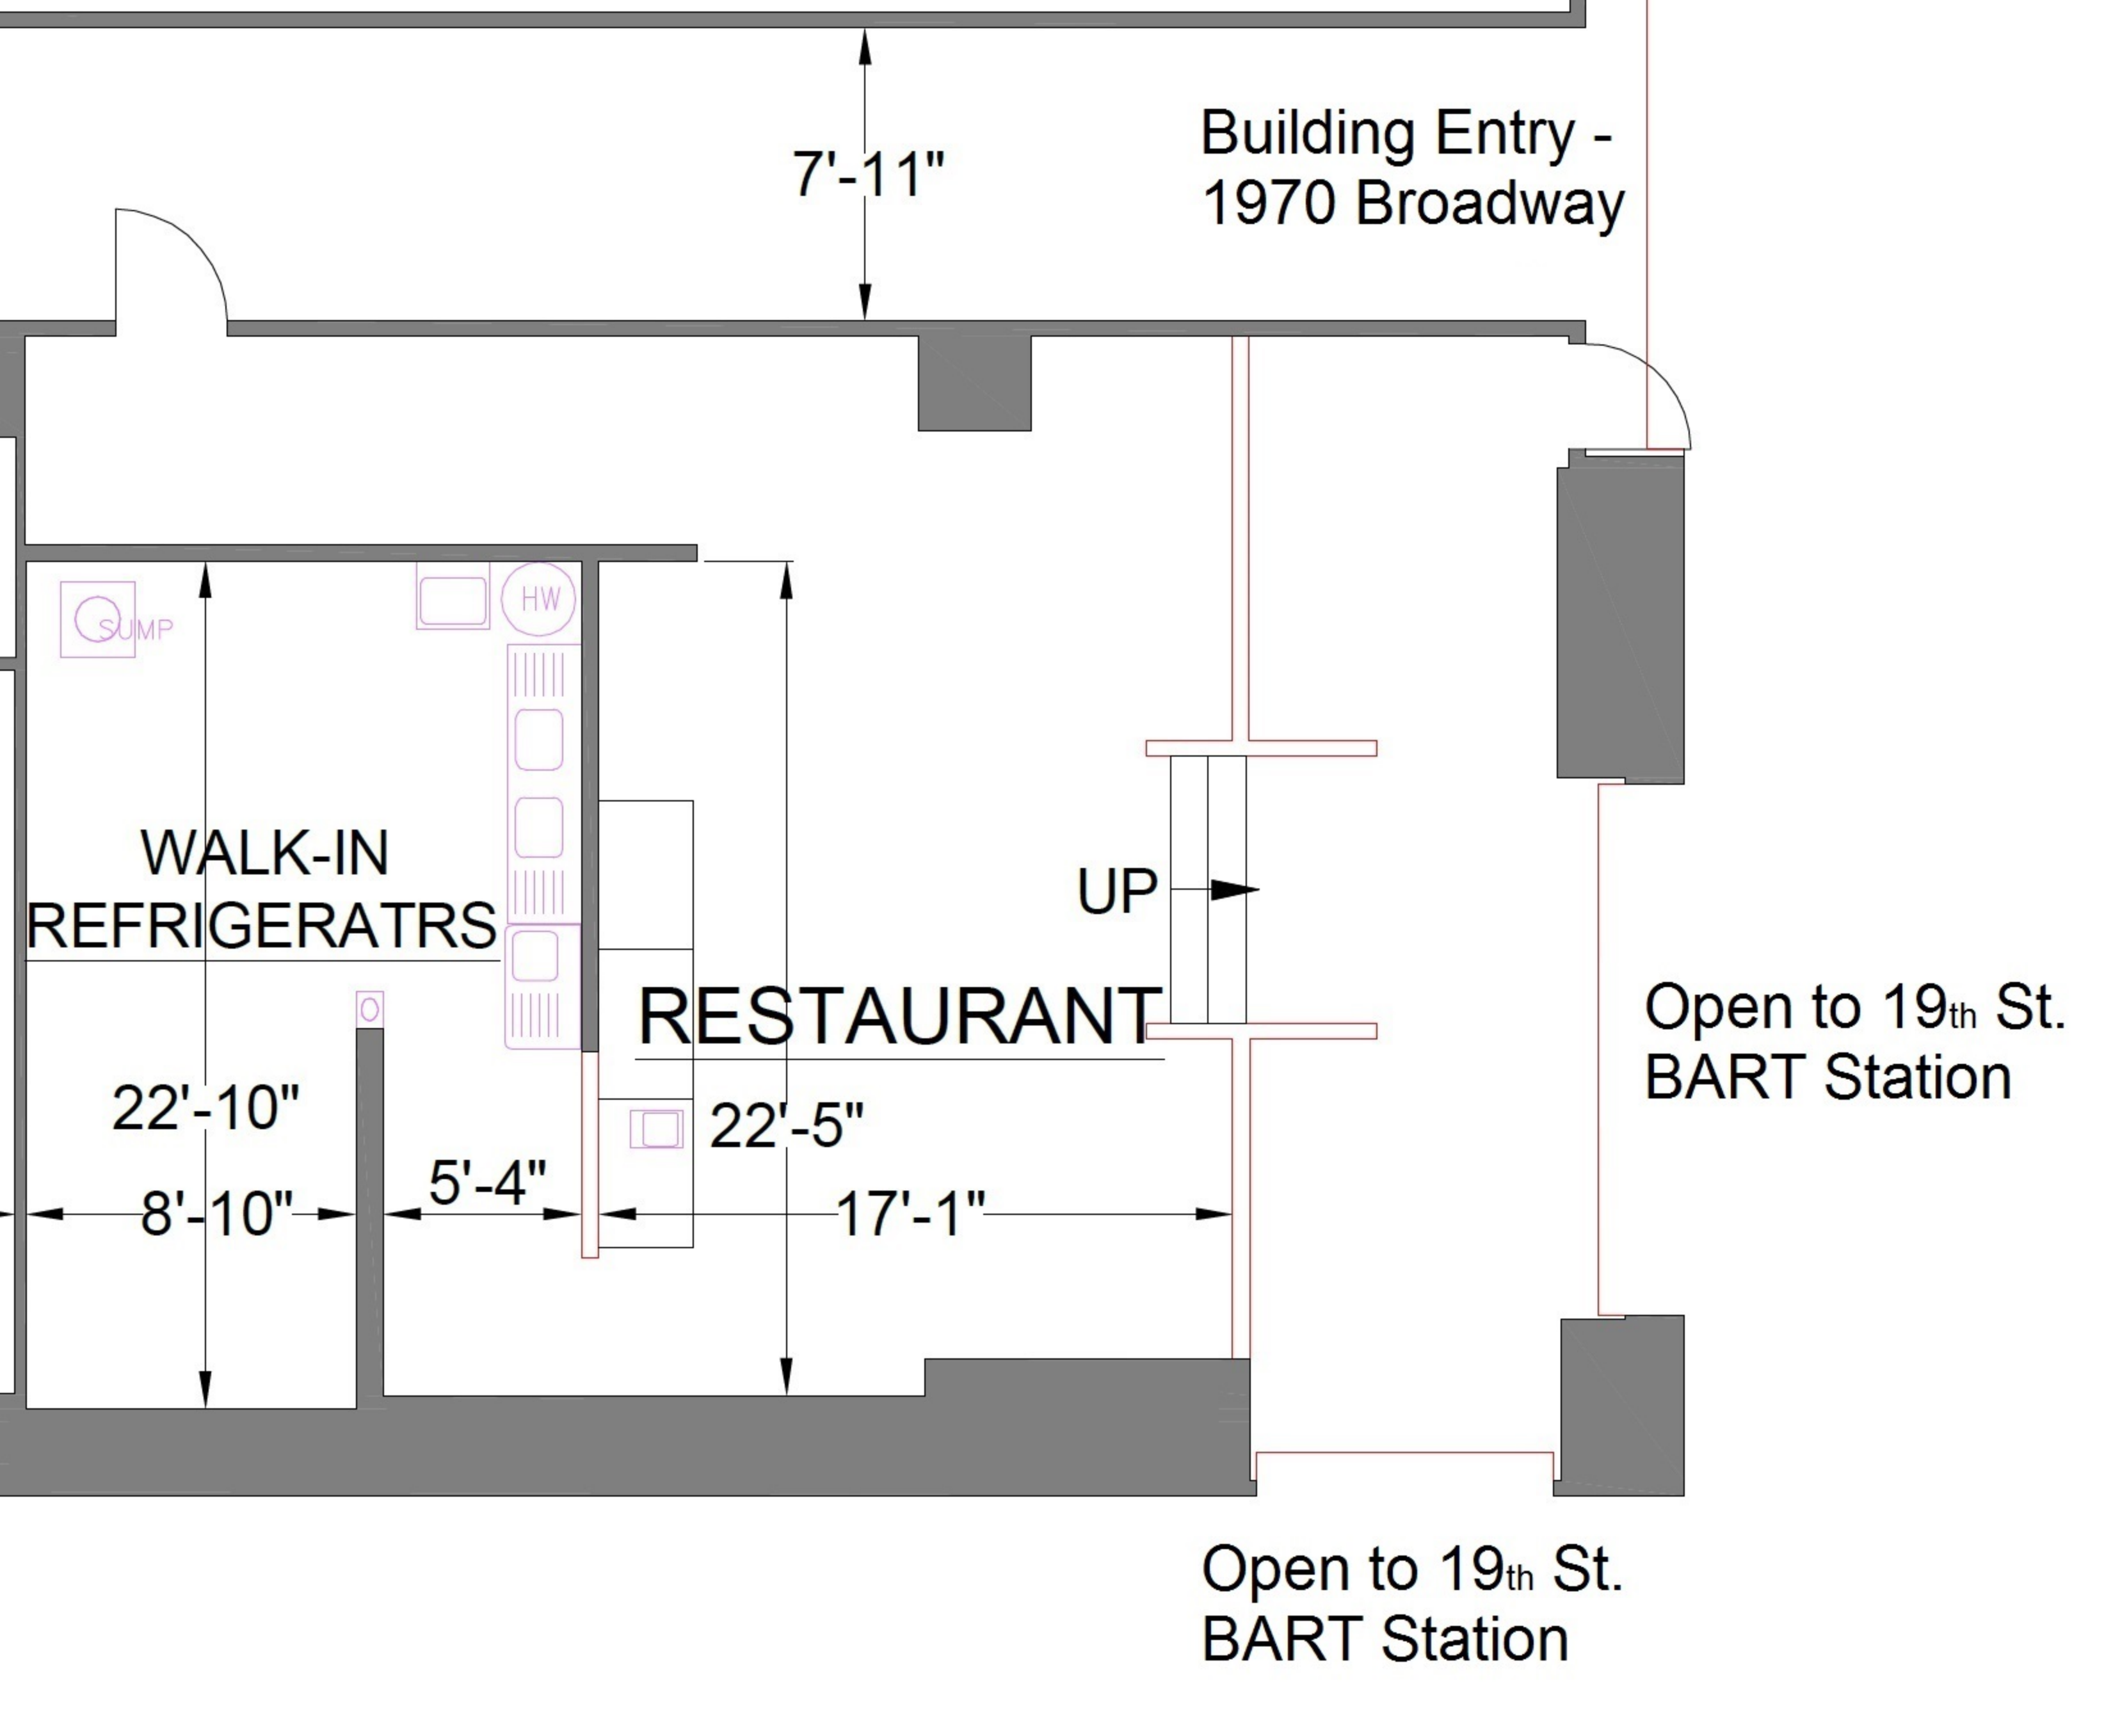 Building Entry -
1970 Broadway
7'-11"
HW
SUMP
WALK-IN
REFRIGERATRS
UP
RESTAURANT
Open to 19th St.
BART Station
22'-10"
22'-5"
5'-4"
8'-10"
17'-1"
Open to 19th St.
BART Station